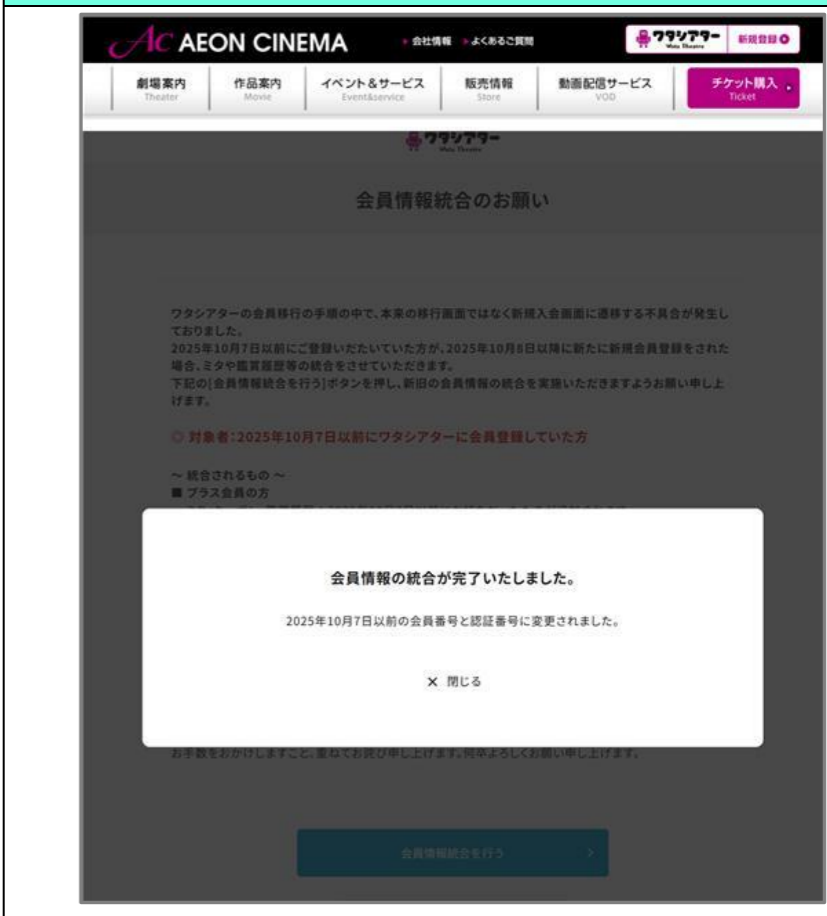 Ac AEON CINEMA
会社情報 よくあるご質問
ワタシアター
Wata Theatre
新規登録
劇場案内 作品案内 イベント&サービス 販売情報 動画配信サービス チケット購入
Theater Movie Event&service Store VOD Ticket
ワタシアター
Wata Theatre
会員情報統合のお願い
ワタシアターの会員移行の手順の中で、本来の移行画面ではなく新規入会画面に遷移する不具合が発生し
ておりました。
2025年10月7日以前にご登録いだたいていた方が、2025年10月8日以降に新たに新規会員登録をされた
場合、ミタや鑑賞履歴等の統合をさせていただきます。
下記の[会員情報統合を行う]ボタンを押し、新旧の会員情報の統合を実施いただきますようお願い申し上
げます。
◎ 対象者：2025年10月7日以前にワタシアターに会員登録していた方
~ 統合されるもの ~
■ プラス会員の方
会員情報の統合が完了いたしました。
2025年10月7日以前の会員番号と認証番号に変更されました。
× 閉じる
お手数をおかけしますこと、重ねてお詫び申し上げます。何卒よろしくお願い申し上げます。
会員情報統合を行う